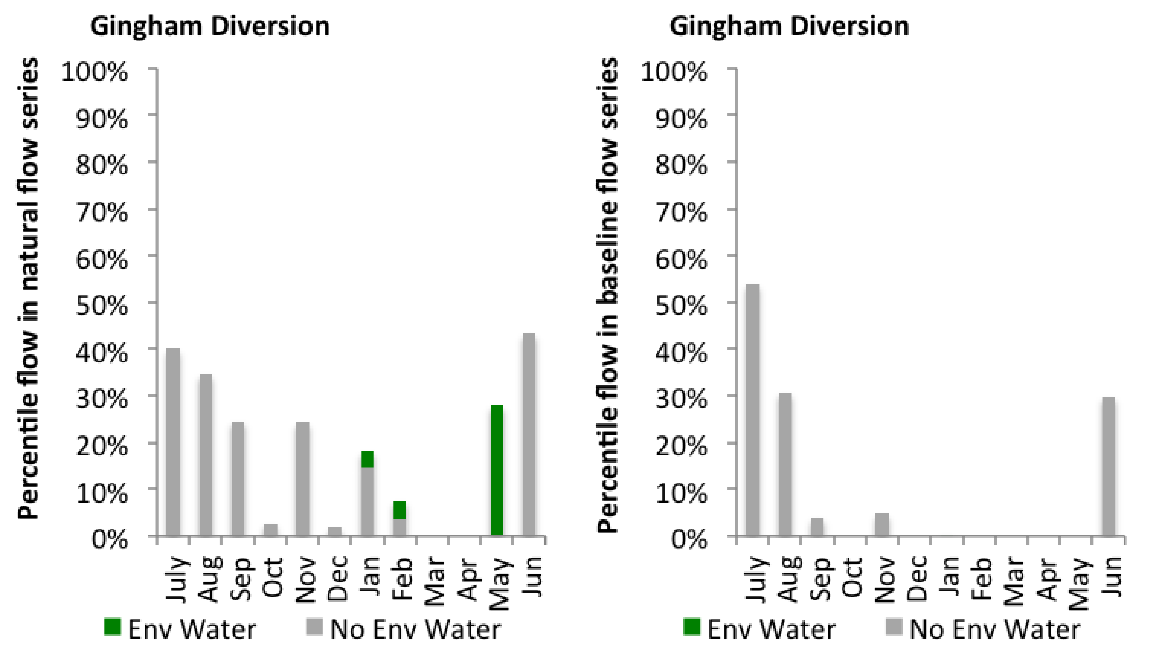 Gingham Diversion
Percentile flow in natural flow series
100%
90%
80%
70%
60%
50%
40%
30%
20%
10%
0%
July
Aug
Sep
Oct
Nov
Dec
Jan
Feb
Mar
Apr
May
Jun
Env Water
No Env Water
Gingham Diversion
Percentile flow in baseline flow series
100%
90%
80%
70%
60%
50%
40%
30%
20%
10%
0%
July
Aug
Sep
Oct
Nov
Dec
Jan
Feb
Mar
Apr
May
Jun
Env Water
No Env Water